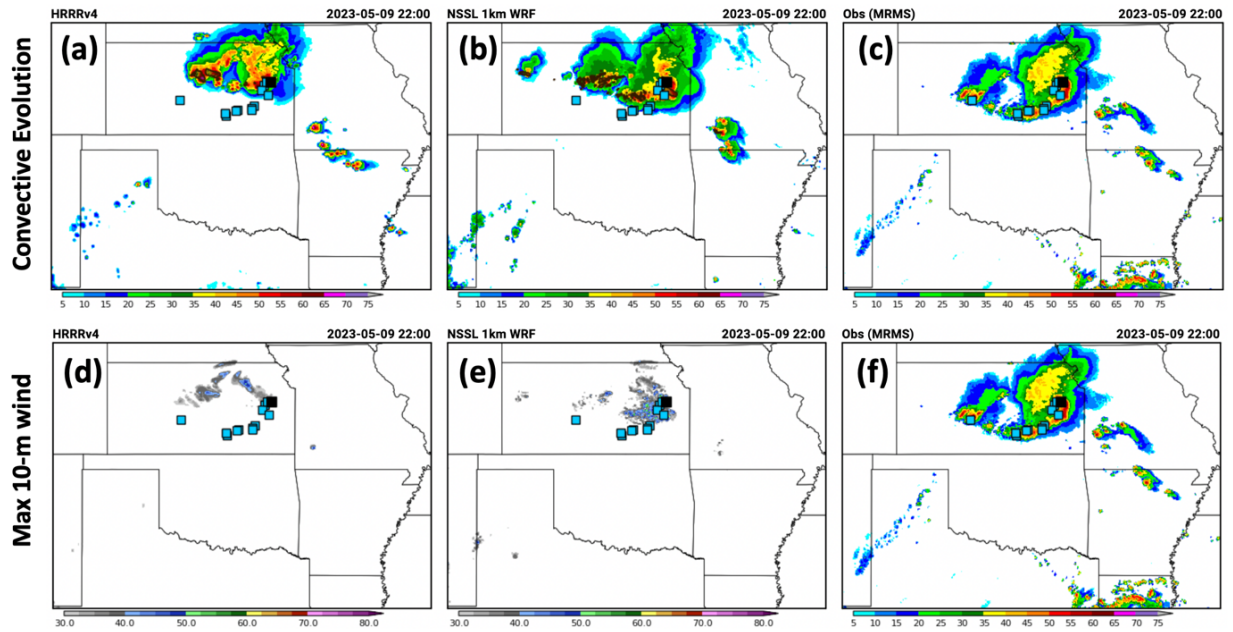 HRRRv4 2023-05-09 22:00
NSSL 1km WRF 2023-05-09 22:00
Obs (MRMS) 2023-05-09 22:00
Convective Evolution
(a)
(b)
(c)
5 10 15 20 25 30 35 40 45 50 55 60 65 70 75
5 10 15 20 25 30 35 40 45 50 55 60 65 70 75
5 10 15 20 25 30 35 40 45 50 55 60 65 70 75
HRRRv4 2023-05-09 22:00
NSSL 1km WRF 2023-05-09 22:00
Obs (MRMS) 2023-05-09 22:00
Max 10-m wind
(d)
(e)
(f)
30.0 40.0 50.0 60.0 70.0 80.0
30.0 40.0 50.0 60.0 70.0 80.0
5 10 15 20 25 30 35 40 45 50 55 60 65 70 75